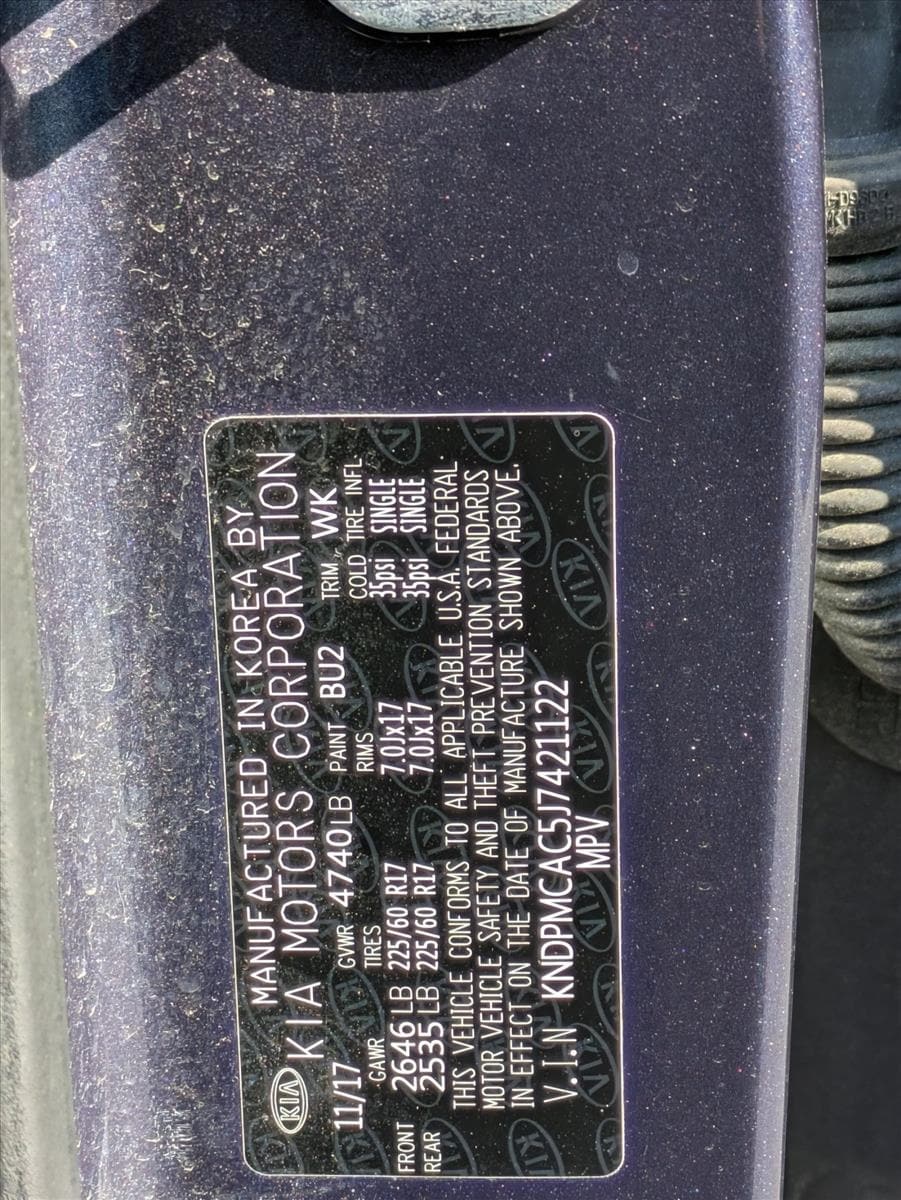 MANUFACTURED IN KOREA BY
KIA KIA MOTORS CORPORATION
11/17 GVWR 4740LB PAINT BU2 TRIM WK
GAWR TIRES RIMS COLD TIRE INFL
FRONT 2646LB 225/60 R17 7.0Jx17 35psi SINGLE
REAR 2535LB 225/60 R17 7.0Jx17 35psi SINGLE
THIS VEHICLE CONFORMS TO ALL APPLICABLE U.S.A. FEDERAL
MOTOR VEHICLE SAFETY AND THEFT PREVENTION STANDARDS
IN EFFECT ON THE DATE OF MANUFACTURE SHOWN ABOVE.
V.I.N KNDPMCAC5J7421122
MPV